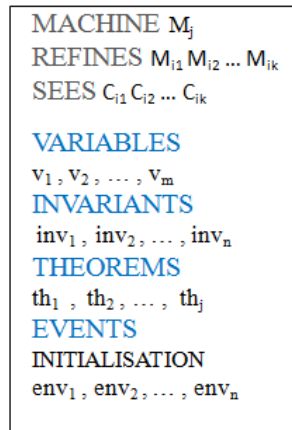 MACHINE Mj
REFINES Mi1 Mi2 ... Mik
SEES Ci1 Ci2 ... Cik
VARIABLES
v1 , v2 , ... , vm
INVARIANTS
inv1 , inv2 , ... , invn
THEOREMS
th1 , th2 , ... , thj
EVENTS
INITIALISATION
env1 , env2 , ... , envn